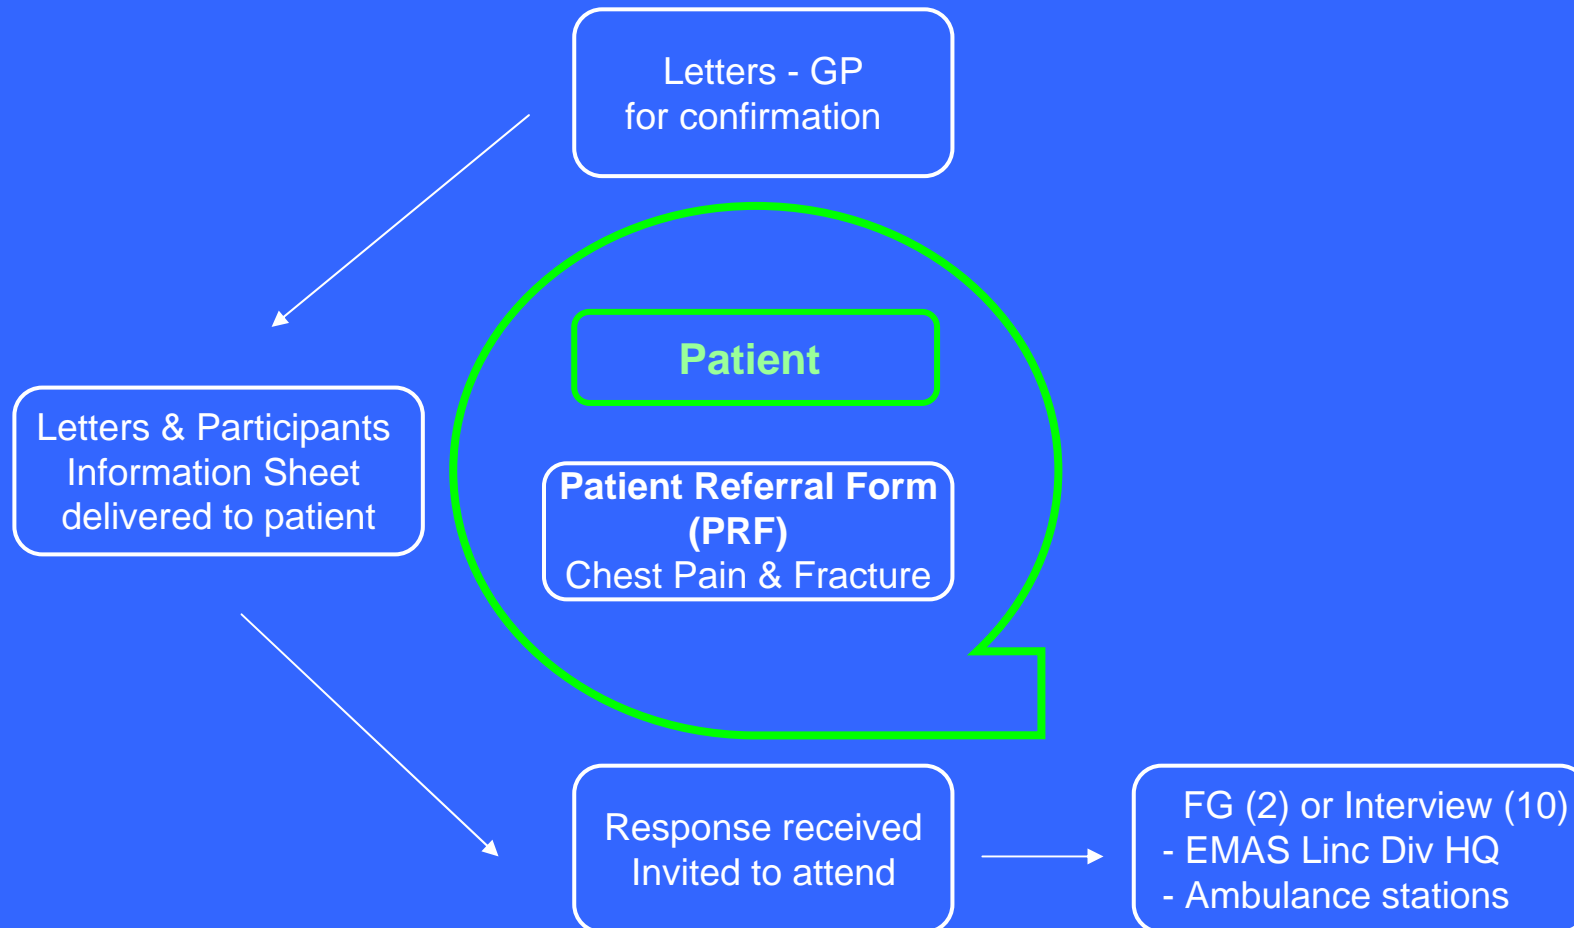 Letters - GP
for confirmation
Patient
Letters & Participants
Information Sheet
delivered to patient
Patient Referral Form
(PRF)
Chest Pain & Fracture
Response received
Invited to attend
FG (2) or Interview (10)
- EMAS Linc Div HQ
- Ambulance stations